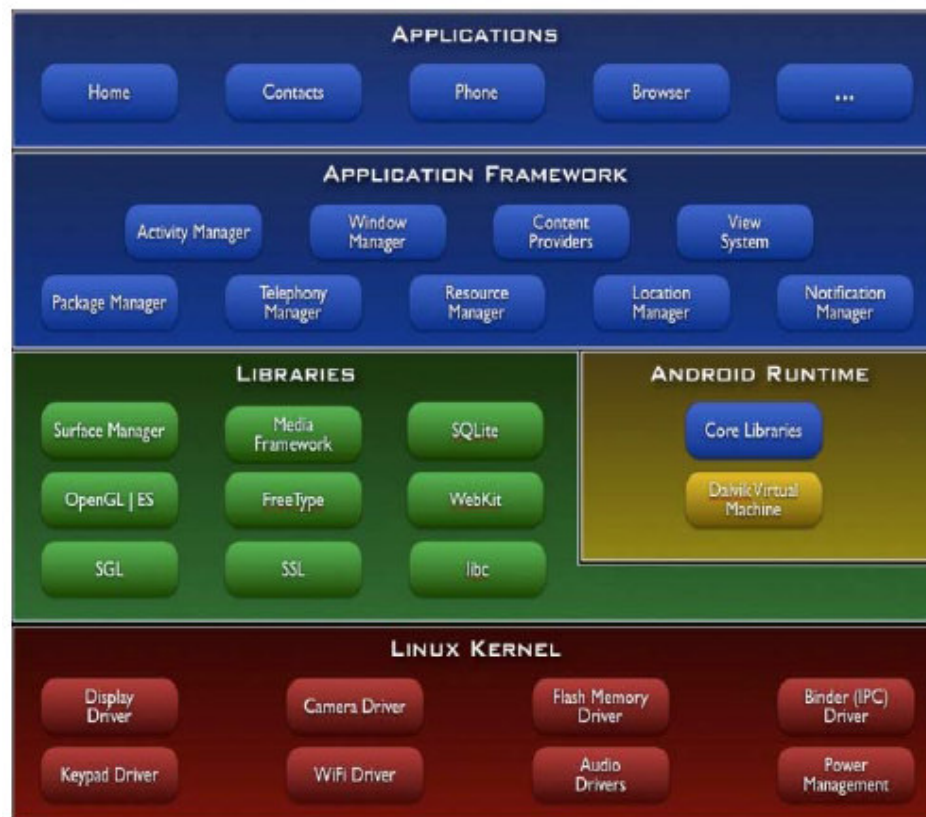 APPLICATIONS
Home Contacts Phone Browser ...
APPLICATION FRAMEWORK
Activity Manager
Window
Manager
Content
Providers
View
System
Package Manager
Telephony
Manager
Resource
Manager
Location
Manager
Notification
Manager
LIBRARIES
Surface Manager
Media
Framework
SQLite
OpenGL | ES
FreeType
WebKit
SGL
SSL
libc
ANDROID RUNTIME
Core Libraries
Dalvik Virtual
Machine
LINUX KERNEL
Display
Driver
Camera Driver
Flash Memory
Driver
Binder (IPC)
Driver
Keypad Driver
WiFi Driver
Audio
Drivers
Power
Management